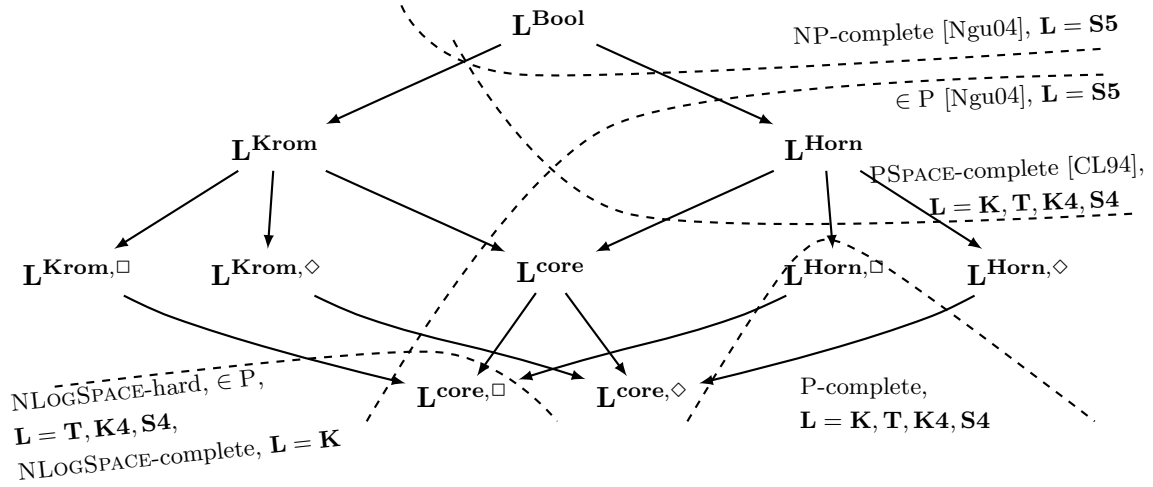 L^Bool
NP-complete [Ngu04], L = S5
∈ P [Ngu04], L = S5
L^Krom
L^Horn
PSPACE-complete [CL94],
L = K, T, K4, S4
L^Krom,□
L^Krom,◇
L^core
L^Horn,□
L^Horn,◇
L^core,□
L^core,◇
NLOGSPACE-hard, ∈ P,
L = T, K4, S4,
NLOGSPACE-complete, L = K
P-complete,
L = K, T, K4, S4